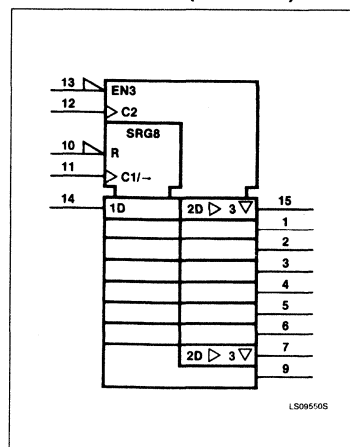 13 EN3
12 C2
SRG8
10 R
11 C1/→
14 1D 2D ▷ 3 ▽ 15
1
2
3
4
5
6
2D ▷ 3 ▽ 7
9
LS09550S